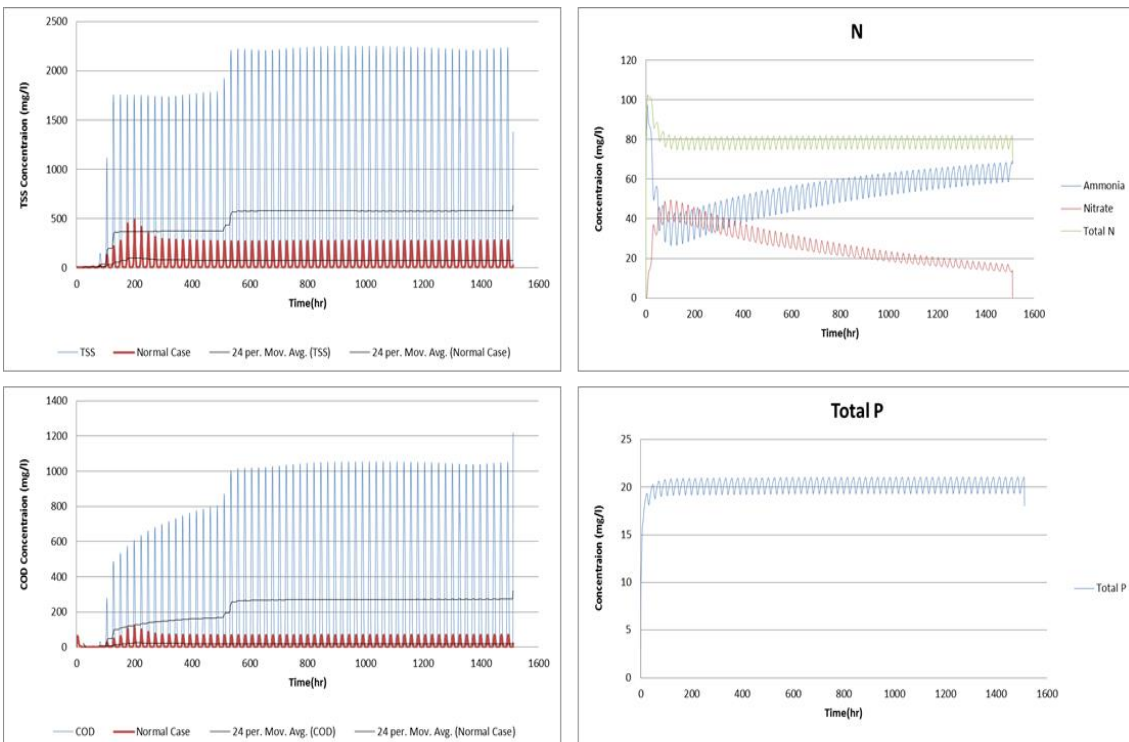 2500
2000
1500
1000
500
0
TSS Concentraion (mg/l)
0 200 400 600 800 1000 1200 1400 1600
Time(hr)
TSS Normal Case 24 per. Mov. Avg. (TSS) 24 per. Mov. Avg. (Normal Case)
N
120
100
80
60
40
20
0
Concentraion (mg/l)
0 200 400 600 800 1000 1200 1400 1600
Time(hr)
Ammonia
Nitrate
Total N
1400
1200
1000
800
600
400
200
0
COD Concentraion (mg/l)
0 200 400 600 800 1000 1200 1400 1600
Time(hr)
COD Normal Case 24 per. Mov. Avg. (COD) 24 per. Mov. Avg. (Normal Case)
Total P
25
20
15
10
5
0
Concentraion (mg/l)
0 200 400 600 800 1000 1200 1400 1600
Time(hr)
Total P